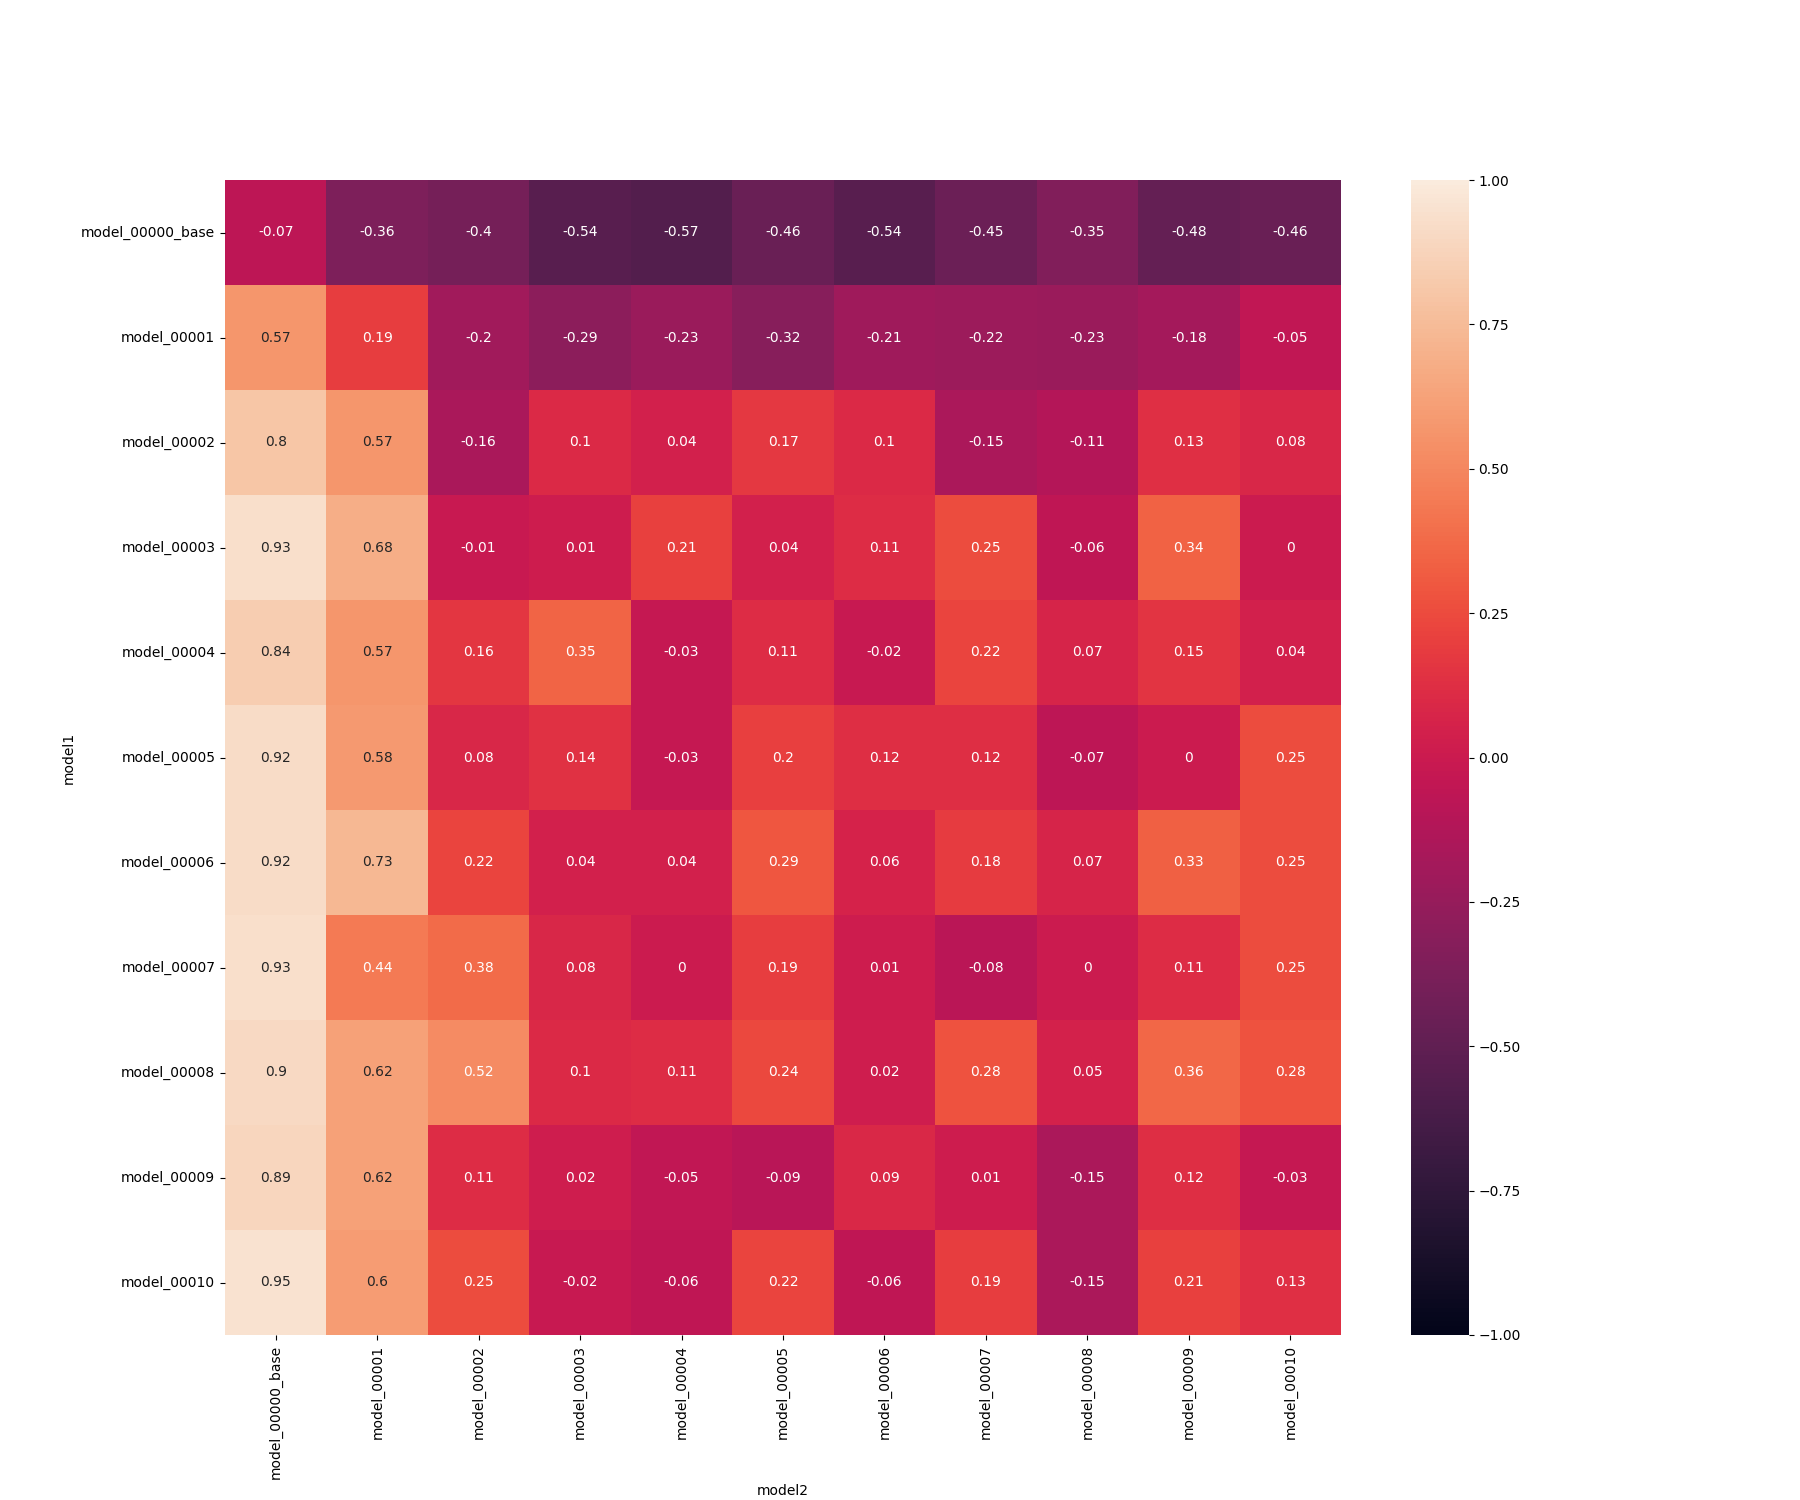 model_00000_base -0.07 -0.36 -0.4 -0.54 -0.57 -0.46 -0.54 -0.45 -0.35 -0.48 -0.46
model_00001 0.57 0.19 -0.2 -0.29 -0.23 -0.32 -0.21 -0.22 -0.23 -0.18 -0.05
model_00002 0.8 0.57 -0.16 0.1 0.04 0.17 0.1 -0.15 -0.11 0.13 0.08
model_00003 0.93 0.68 -0.01 0.01 0.21 0.04 0.11 0.25 -0.06 0.34 0
model_00004 0.84 0.57 0.16 0.35 -0.03 0.11 -0.02 0.22 0.07 0.15 0.04
model_00005 0.92 0.58 0.08 0.14 -0.03 0.2 0.12 0.12 -0.07 0 0.25
model_00006 0.92 0.73 0.22 0.04 0.04 0.29 0.06 0.18 0.07 0.33 0.25
model_00007 0.93 0.44 0.38 0.08 0 0.19 0.01 -0.08 0 0.11 0.25
model_00008 0.9 0.62 0.52 0.1 0.11 0.24 0.02 0.28 0.05 0.36 0.28
model_00009 0.89 0.62 0.11 0.02 -0.05 -0.09 0.09 0.01 -0.15 0.12 -0.03
model_00010 0.95 0.6 0.25 -0.02 -0.06 0.22 -0.06 0.19 -0.15 0.21 0.13
model1
model_00000_base
model_00001
model_00002
model_00003
model_00004
model_00005
model_00006
model_00007
model_00008
model_00009
model_00010
model2
1.00
0.75
0.50
0.25
0.00
−0.25
−0.50
−0.75
−1.00